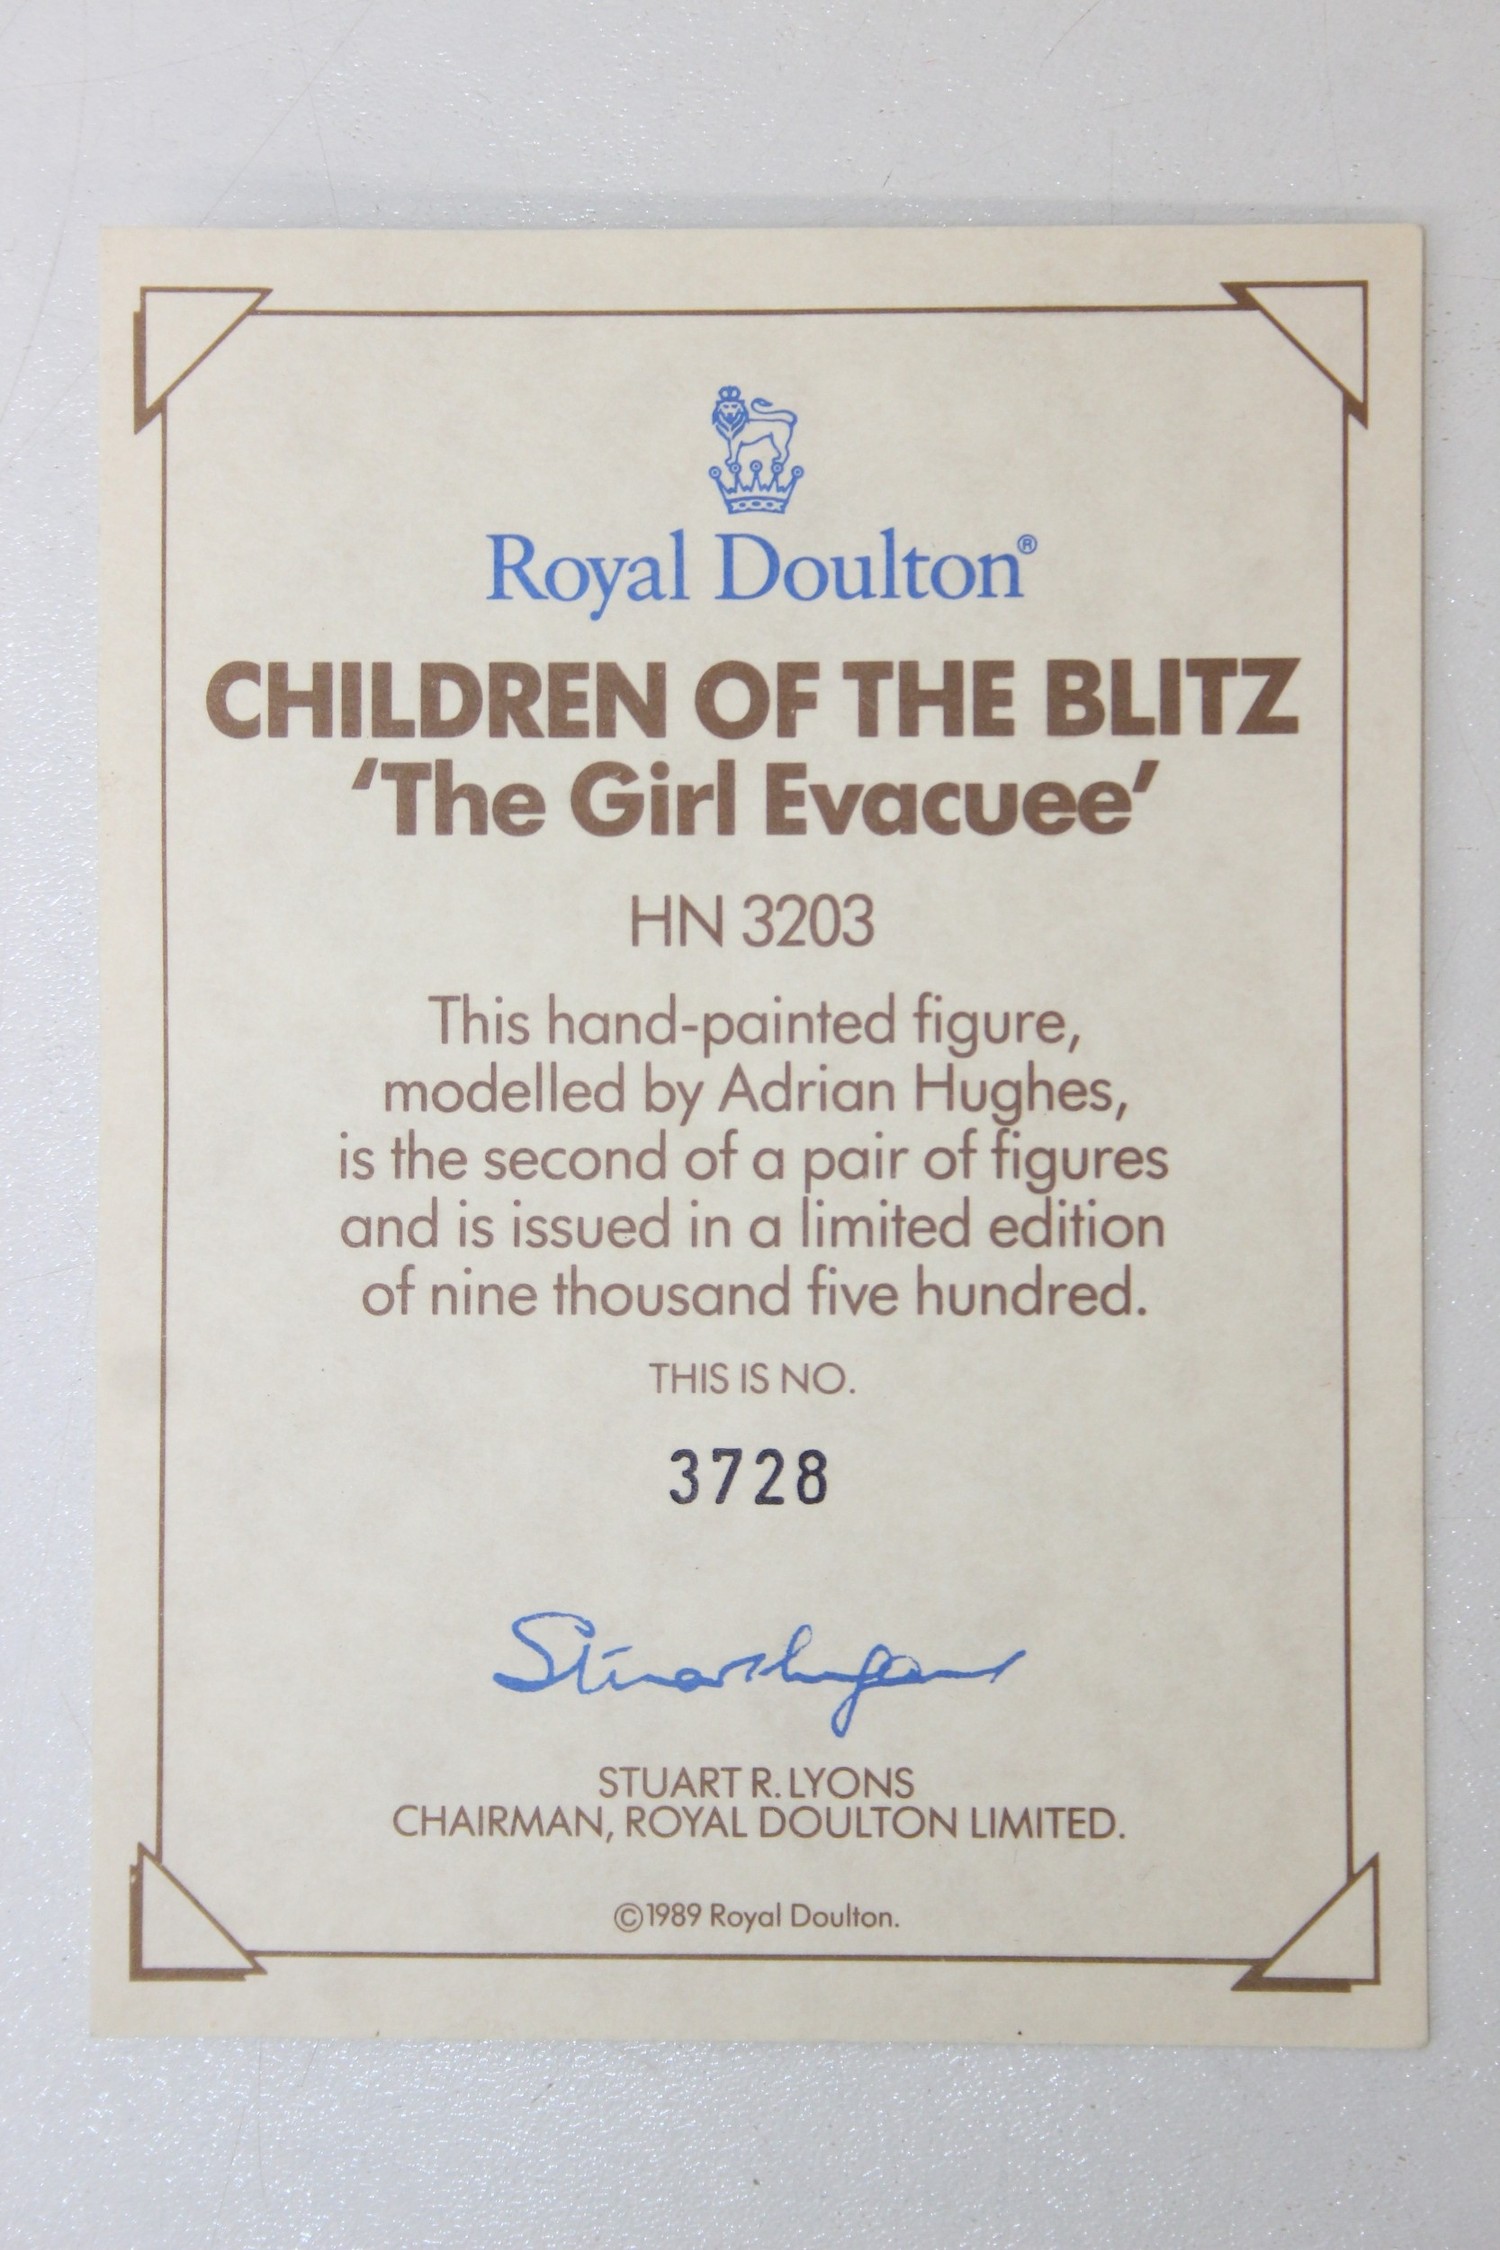 Royal Doulton®
CHILDREN OF THE BLITZ
‘The Girl Evacuee’
HN 3203
This hand-painted figure,
modelled by Adrian Hughes,
is the second of a pair of figures
and is issued in a limited edition
of nine thousand five hundred.
THIS IS NO.
3728
Stuart Lyons
STUART R. LYONS
CHAIRMAN, ROYAL DOULTON LIMITED.
©1989 Royal Doulton.